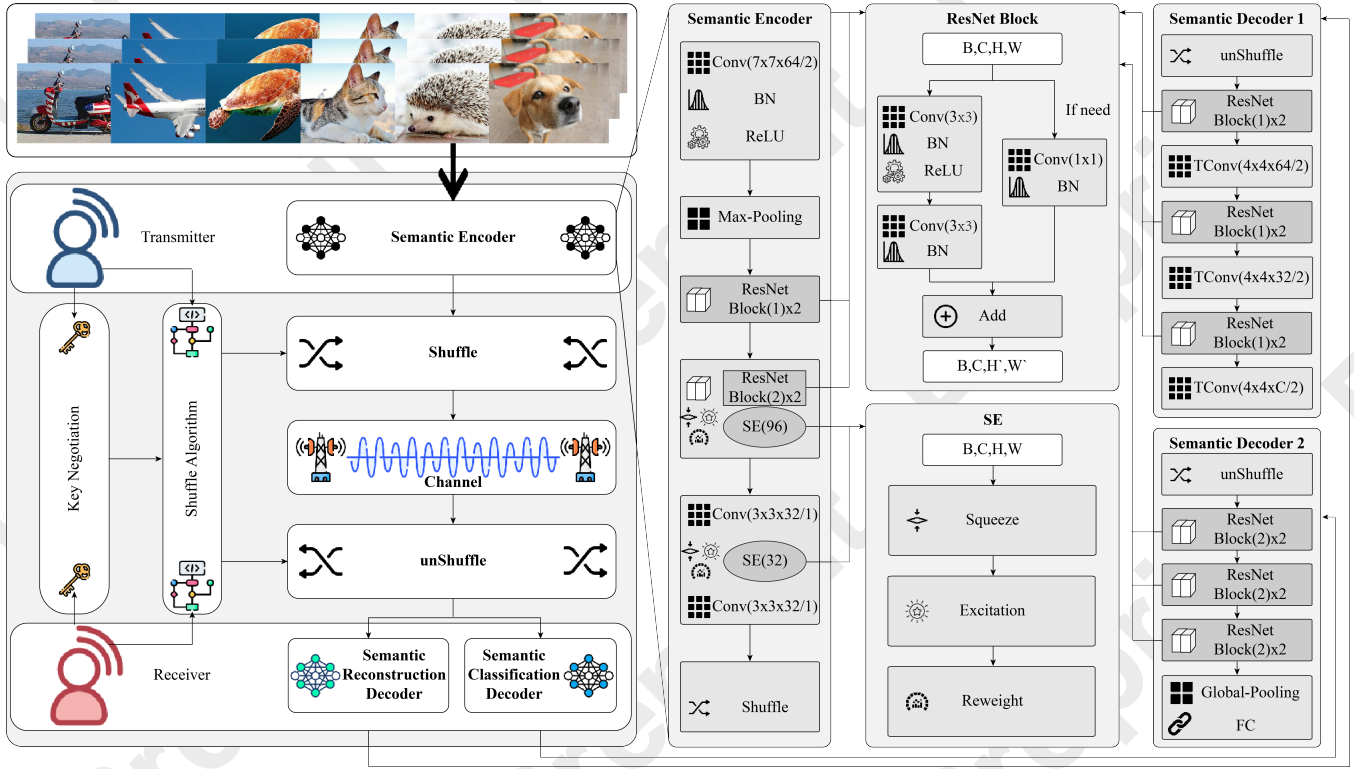 Transmitter
Semantic Encoder
Key Negotiation
Shuffle Algorithm
Shuffle
Channel
unShuffle
Receiver
Semantic
Reconstruction
Decoder
Semantic
Classification
Decoder
Semantic Encoder
Conv(7x7x64/2)
BN
ReLU
Max-Pooling
ResNet
Block(1)x2
ResNet
Block(2)x2
SE(96)
Conv(3x3x32/1)
SE(32)
Conv(3x3x32/1)
Shuffle
ResNet Block
B,C,H,W
Conv(3x3)
BN
ReLU
Conv(3x3)
BN
If need
Conv(1x1)
BN
Add
B,C,H`,W`
SE
B,C,H,W
Squeeze
Excitation
Reweight
Semantic Decoder 1
unShuffle
ResNet
Block(1)x2
TConv(4x4x64/2)
ResNet
Block(1)x2
TConv(4x4x32/2)
ResNet
Block(1)x2
TConv(4x4xC/2)
Semantic Decoder 2
unShuffle
ResNet
Block(2)x2
ResNet
Block(2)x2
ResNet
Block(2)x2
Global-Pooling
FC